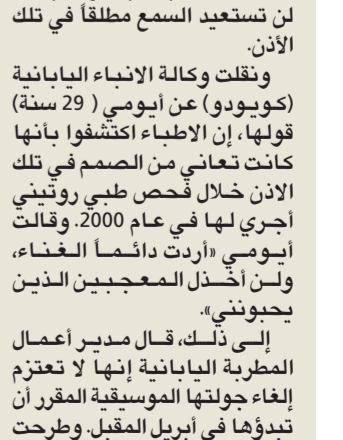 لن تستعيد السمع مطلقاً في تلك
الأذن.
ونقلت وكالة الانباء اليابانية
(كويودو) عن أيومي ( 29 سنة)
قولها، إن الاطباء اكتشفوا بأنها
كانت تعاني من الصمم في تلك
الاذن خلال فحص طبي روتيني
أجري لها في عام 2000. وقالت
أيومي «أردت دائماً الغناء،
ولن أخذل المعجبين الذين
يحبونني».
إلى ذلك، قال مدير أعمال
المطربة اليابانية إنها لا تعتزم
إلغاء جولتها الموسيقية المقرر أن
تبدؤها في أبريل المقبل. وطرحت